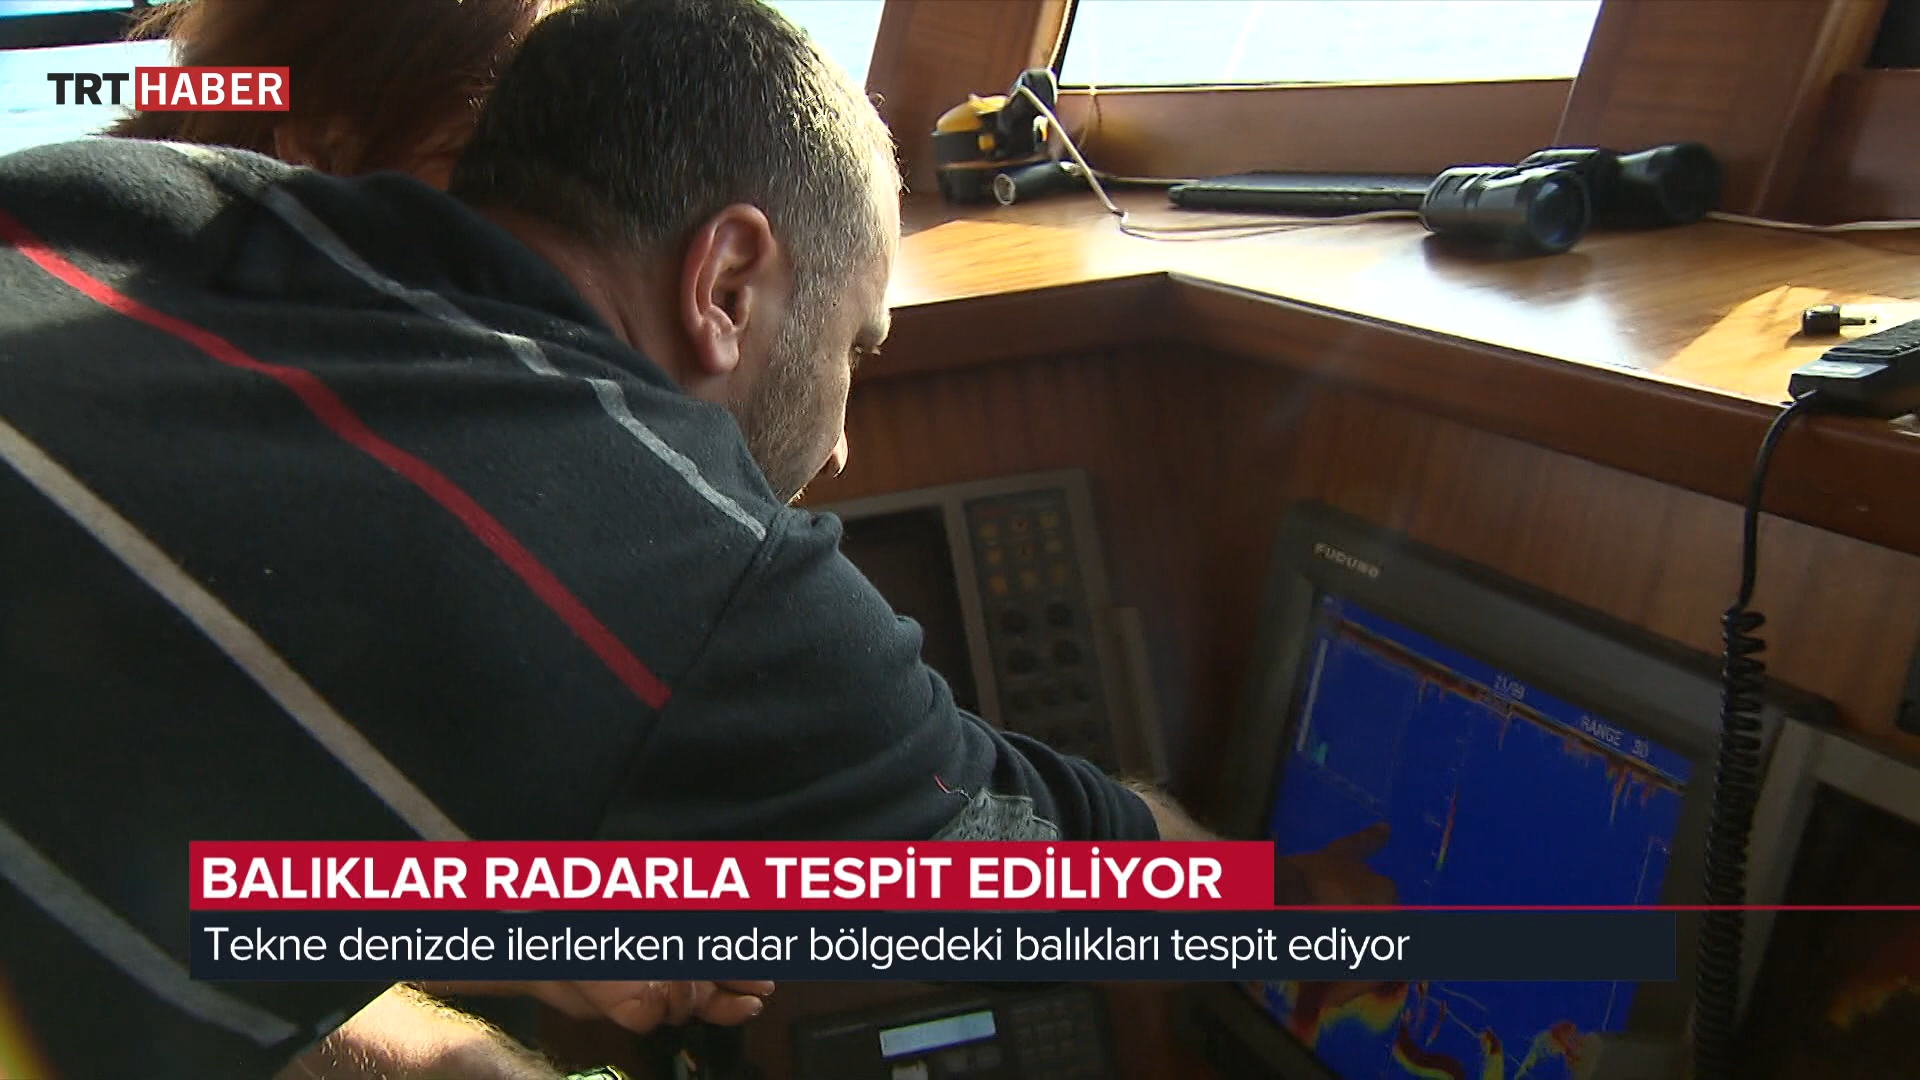 TRT HABER
FURUNO
RANGE 30
BALIKLAR RADARLA TESPİT EDİLİYOR
Tekne denizde ilerlerken radar bölgedeki balıkları tespit ediyor